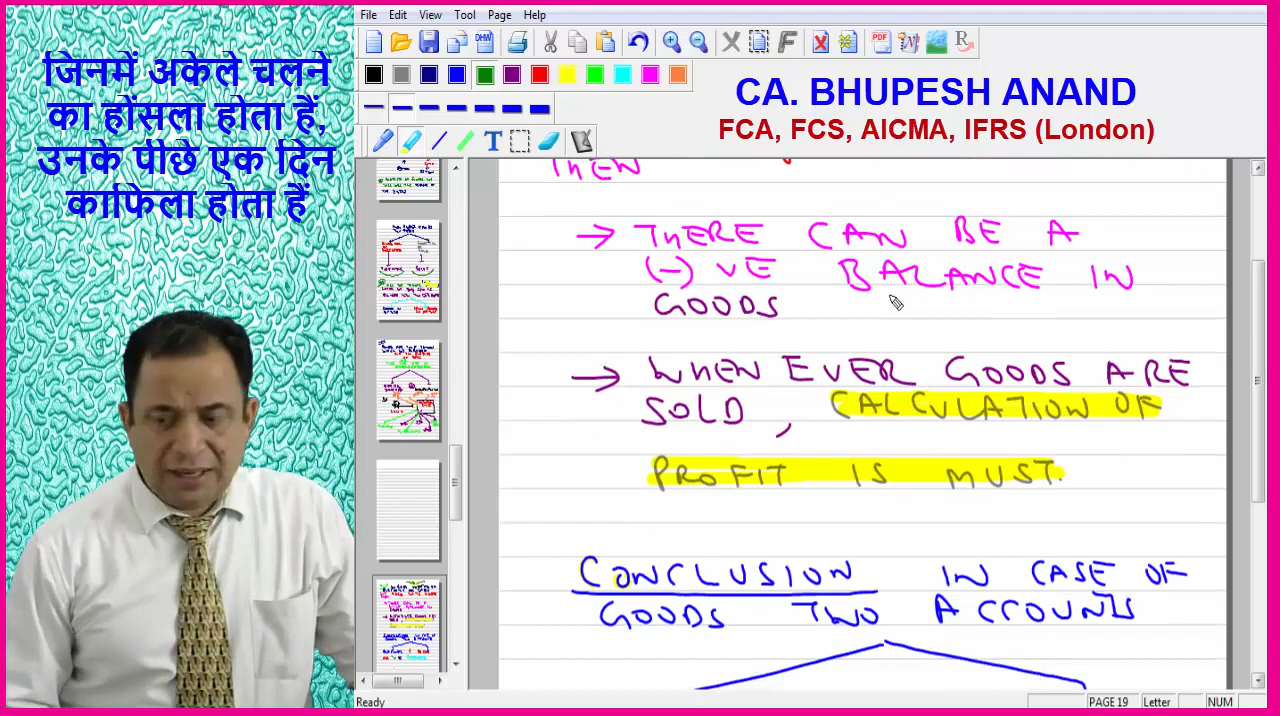 जिनमें अकेले चलने
का होंसला होता हैं,
उनके पीछे एक दिन
काफिला होता हैं
File Edit View Tool Page Help
DHW
PDF
CA. BHUPESH ANAND
FCA, FCS, AICMA, IFRS (London)
THEN
→ THERE CAN BE A
(-) VE BALANCE IN
GOODS
→ WHEN EVER GOODS ARE
SOLD, CALCULATION OF
PROFIT IS MUST.
CONCLUSION IN CASE OF
GOODS TWO ACCOUNTS
Ready
PAGE 19 Letter NUM